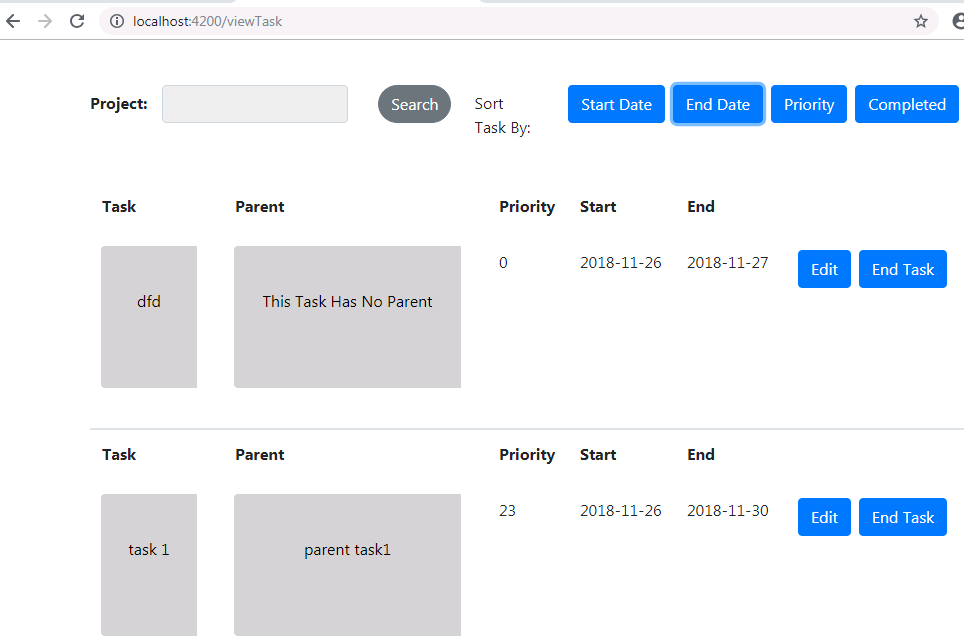 localhost:4200/viewTask
Project: Search Sort Task By: Start Date End Date Priority Completed
Task Parent Priority Start End
dfd This Task Has No Parent 0 2018-11-26 2018-11-27 Edit End Task
Task Parent Priority Start End
task 1 parent task1 23 2018-11-26 2018-11-30 Edit End Task